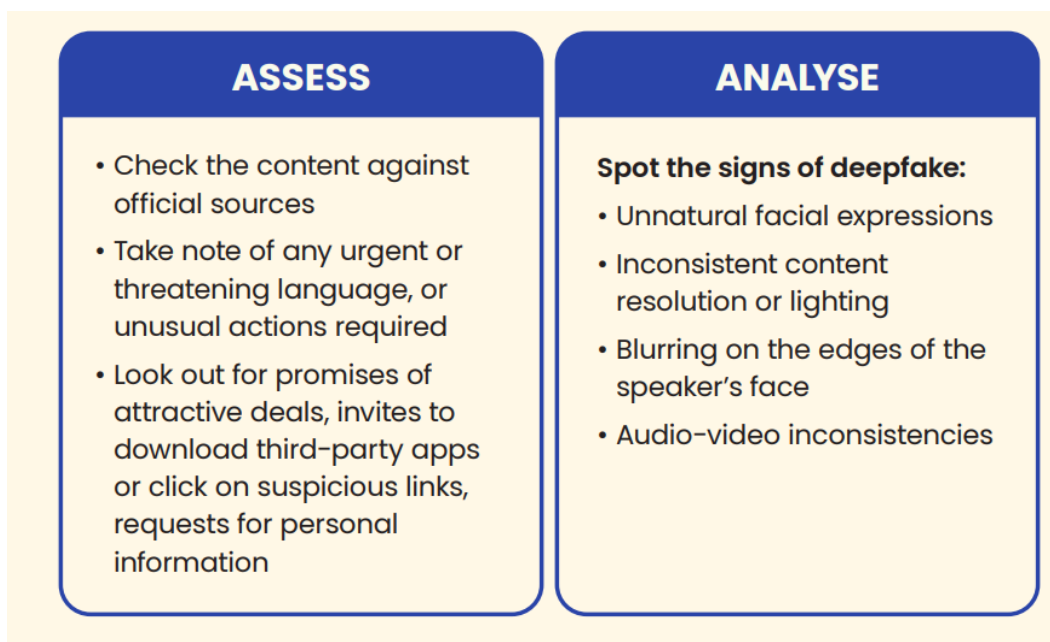 ASSESS
• Check the content against
official sources
• Take note of any urgent or
threatening language, or
unusual actions required
• Look out for promises of
attractive deals, invites to
download third-party apps
or click on suspicious links,
requests for personal
information
ANALYSE
Spot the signs of deepfake:
• Unnatural facial expressions
• Inconsistent content
resolution or lighting
• Blurring on the edges of the
speaker’s face
• Audio-video inconsistencies